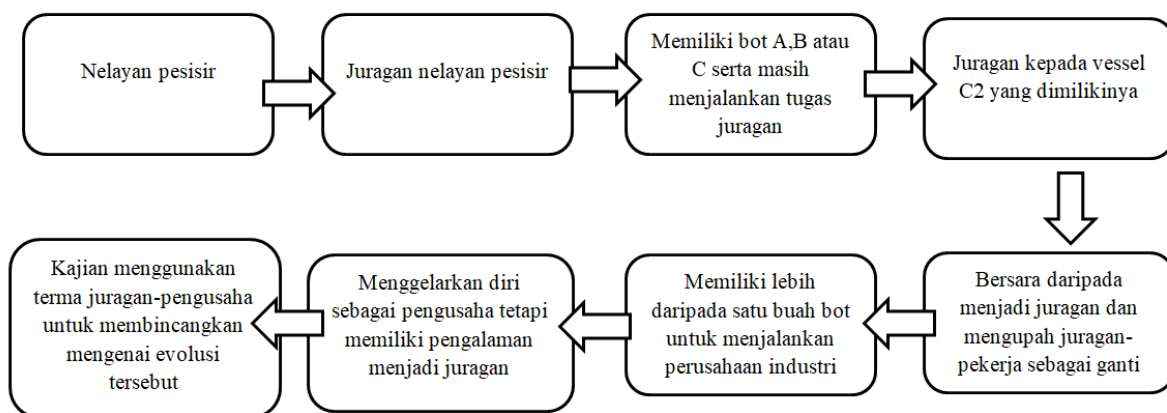 Nelayan pesisir
Juragan nelayan pesisir
Memiliki bot A,B atau
C serta masih
menjalankan tugas
juragan
Juragan kepada vessel
C2 yang dimilikinya
Bersara daripada
menjadi juragan dan
mengupah juragan-
pekerja sebagai ganti
Memiliki lebih
daripada satu buah bot
untuk menjalankan
perusahaan industri
Menggelarkan diri
sebagai pengusaha tetapi
memiliki pengalaman
menjadi juragan
Kajian menggunakan
terma juragan-pengusaha
untuk membincangkan
mengenai evolusi
tersebut